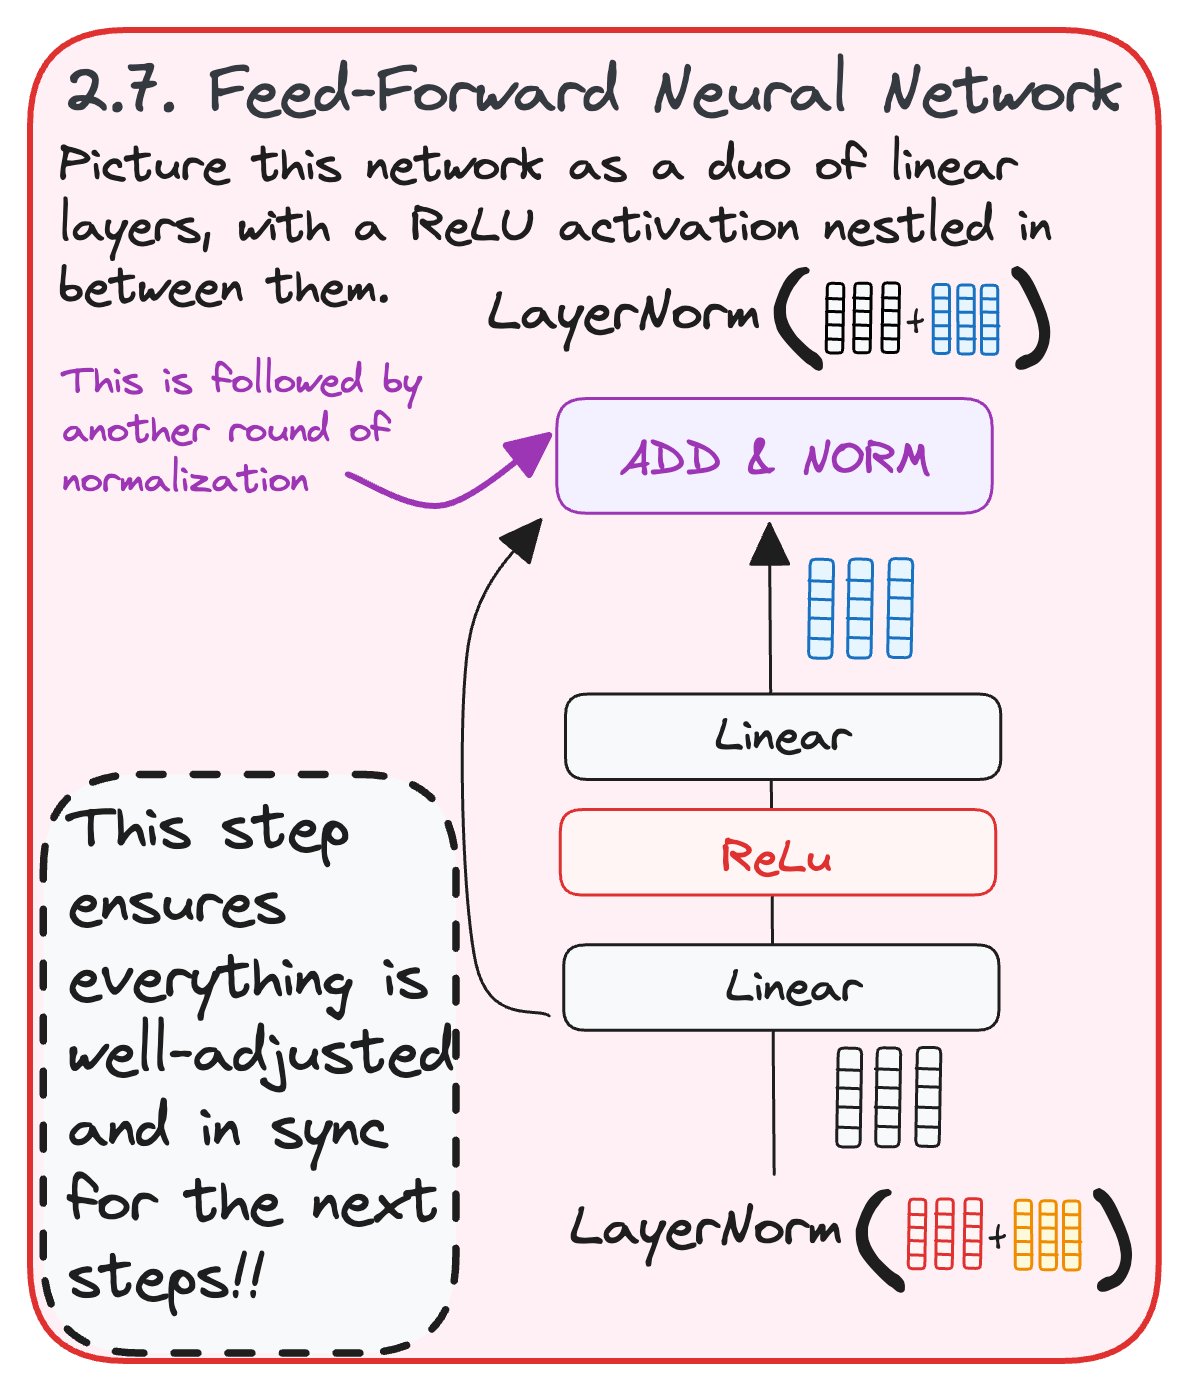 2.7. Feed-Forward Neural Network
Picture this network as a duo of linear
layers, with a ReLU activation nestled in
between them.
LayerNorm ( + )
This is followed by
another round of
normalization
ADD & NORM
Linear
ReLu
Linear
LayerNorm ( + )
This step
ensures
everything is
well-adjusted
and in sync
for the next
steps!!